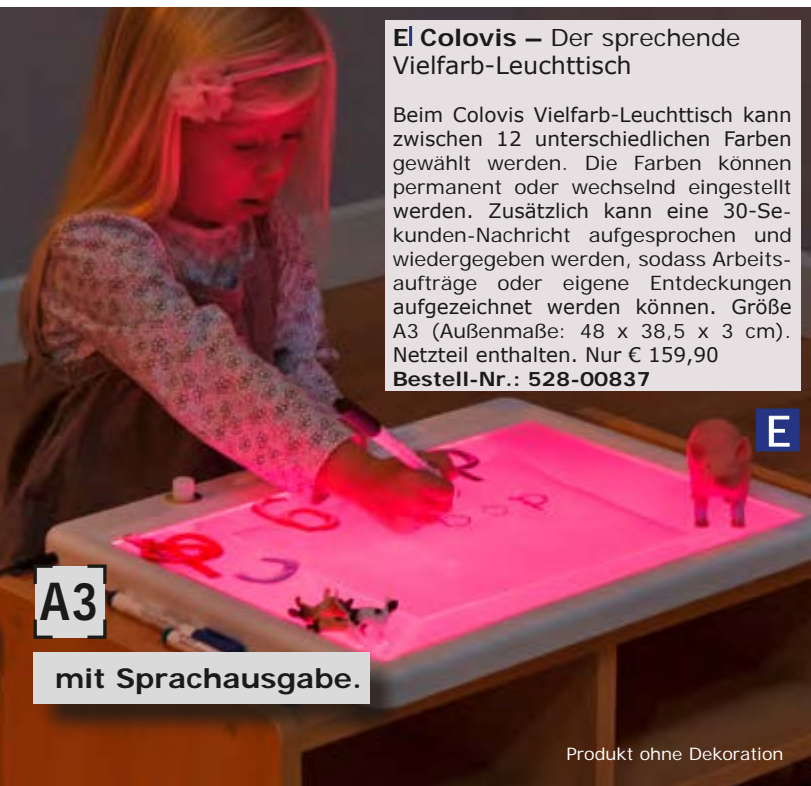 E| Colovis – Der sprechende
Vielfarb-Leuchttisch
Beim Colovis Vielfarb-Leuchttisch kann
zwischen 12 unterschiedlichen Farben
gewählt werden. Die Farben können
permanent oder wechselnd eingestellt
werden. Zusätzlich kann eine 30-Se-
kunden-Nachricht aufgesprochen und
wiedergegeben werden, sodass Arbeits-
aufträge oder eigene Entdeckungen
aufgezeichnet werden können. Größe
A3 (Außenmaße: 48 x 38,5 x 3 cm).
Netzteil enthalten. Nur € 159,90
Bestell-Nr.: 528-00837
E
A3
mit Sprachausgabe.
Produkt ohne Dekoration